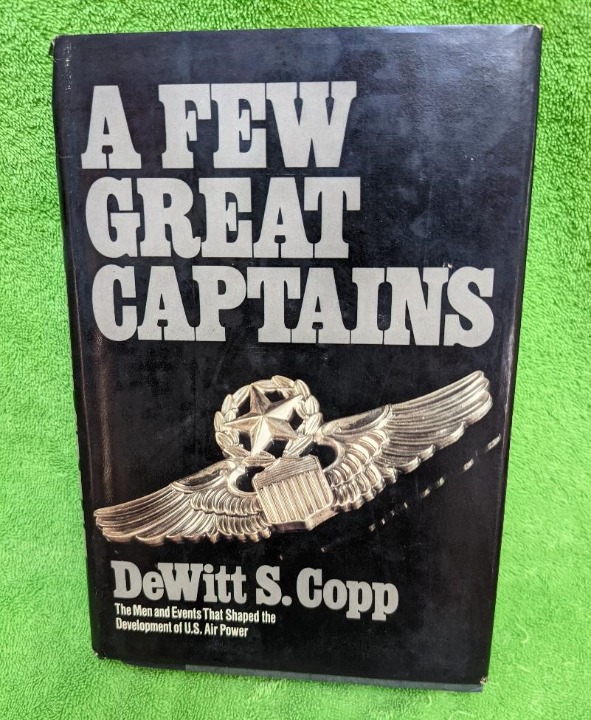 A FEW
GREAT
CAPTAINS
DeWitt S. Copp
The Men and Events That Shaped the
Development of U.S. Air Power